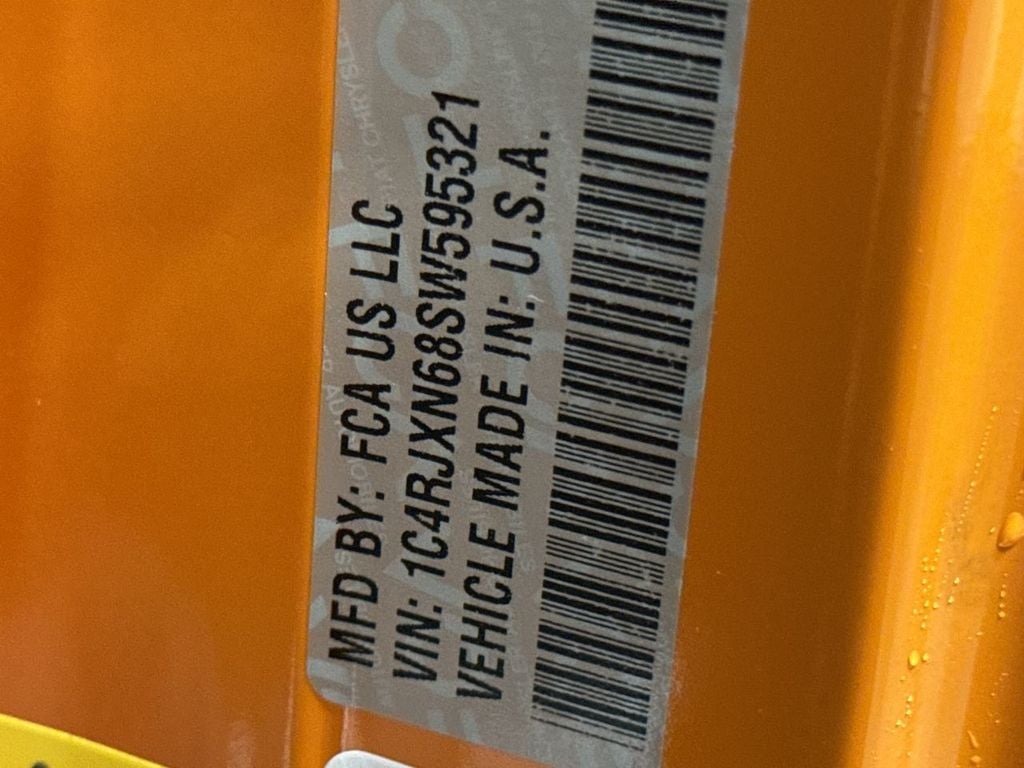 MFD BY: FCA US LLC
VIN: 1C4RJXN68SW595321
VEHICLE MADE IN: U.S.A.